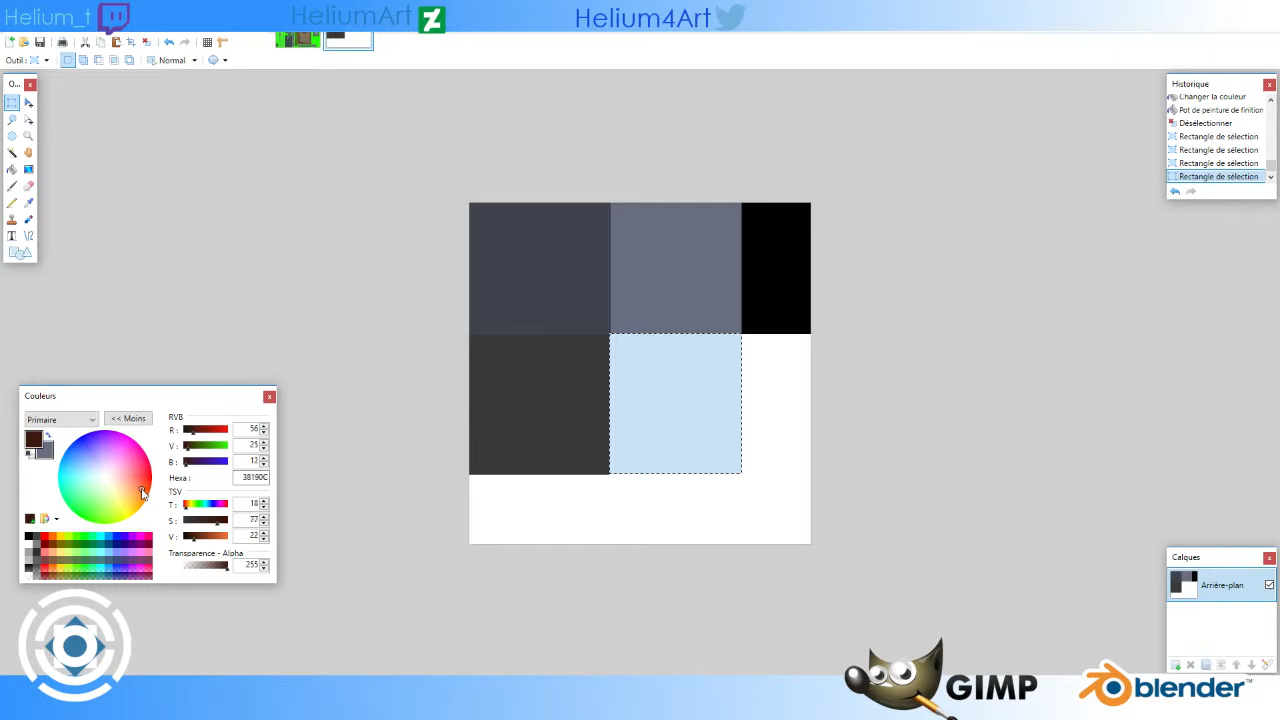 Helium_t
HeliumArt
Helium4Art
Outil :
Normal
O...
Historique
Changer la couleur
Pot de peinture de finition
Désélectionner
Rectangle de sélection
Rectangle de sélection
Rectangle de sélection
Rectangle de sélection
Couleurs
Primaire
<< Moins
RVB
R : 56
V : 25
B : 12
Hexa : 38190C
TSV
T : 18
S : 77
V : 22
Transparence - Alpha
255
Calques
Arrière-plan
GIMP
blender™